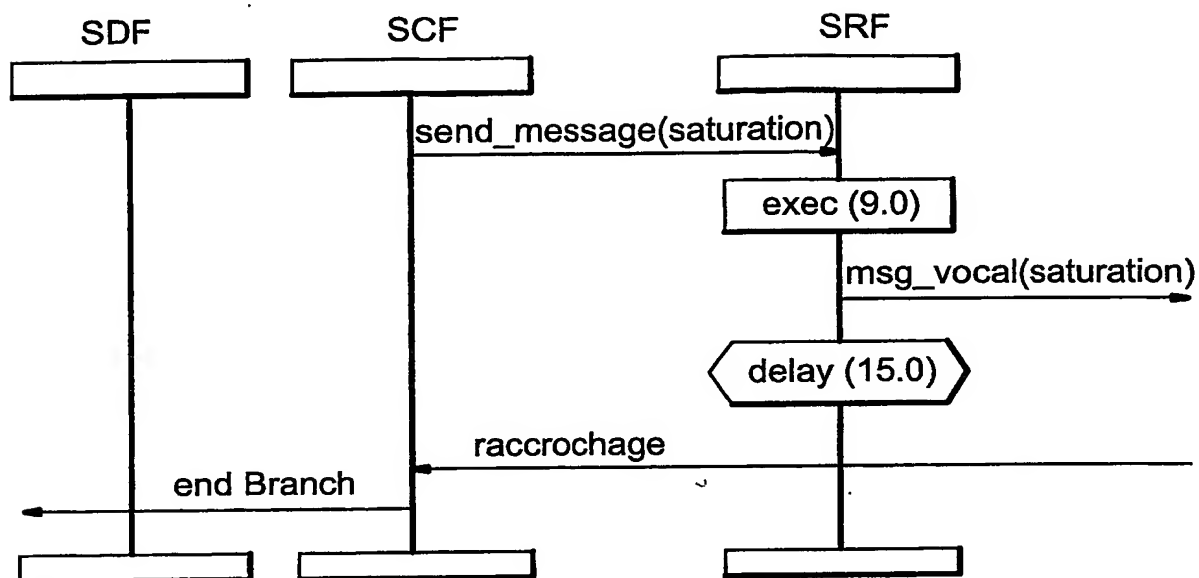 SDF
SCF
SRF
send_message(saturation)
exec (9.0)
msg_vocal(saturation)
delay (15.0)
raccrochage
end Branch